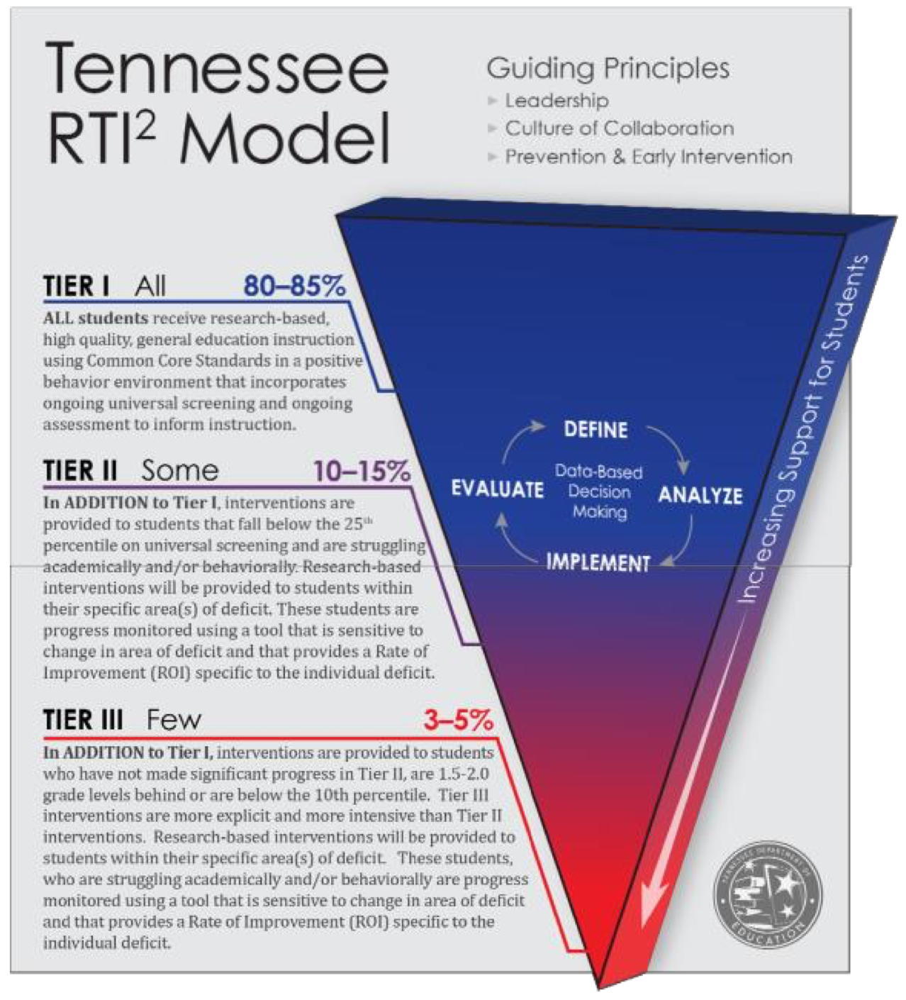 Tennessee
RTI² Model
Guiding Principles
Leadership
Culture of Collaboration
Prevention & Early Intervention
TIER I All 80–85%
ALL students receive research-based,
high quality, general education instruction
using Common Core Standards in a positive
behavior environment that incorporates
ongoing universal screening and ongoing
assessment to inform instruction.
TIER II Some 10–15%
In ADDITION to Tier I, interventions are
provided to students that fall below the 25th
percentile on universal screening and are struggling
academically and/or behaviorally. Research-based
interventions will be provided to students within
their specific area(s) of deficit. These students are
progress monitored using a tool that is sensitive to
change in area of deficit and that provides a Rate of
Improvement (ROI) specific to the individual deficit.
TIER III Few 3–5%
In ADDITION to Tier I, interventions are provided to students
who have not made significant progress in Tier II, are 1.5-2.0
grade levels behind or are below the 10th percentile. Tier III
interventions are more explicit and more intensive than Tier II
interventions. Research-based interventions will be provided to
students within their specific area(s) of deficit. These students,
who are struggling academically and/or behaviorally are progress
monitored using a tool that is sensitive to change in area of deficit
and that provides a Rate of Improvement (ROI) specific to the
individual deficit.
DEFINE
ANALYZE
IMPLEMENT
EVALUATE
Data-Based
Decision
Making
Increasing Support for Students
DEPARTMENT OF
EDUCATION